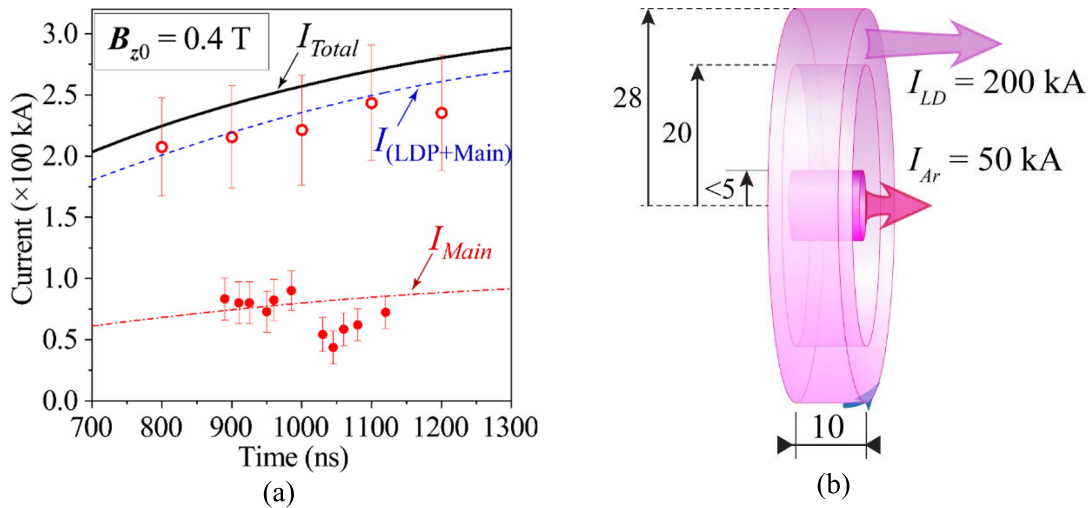 B_z0 = 0.4 T
I_Total
I_(LDP+Main)
I_Main
Current (×100 kA)
3.0
2.5
2.0
1.5
1.0
0.5
0.0
700 800 900 1000 1100 1200 1300
Time (ns)
(a)
28
20
<5
I_LD = 200 kA
I_Ar = 50 kA
10
(b)